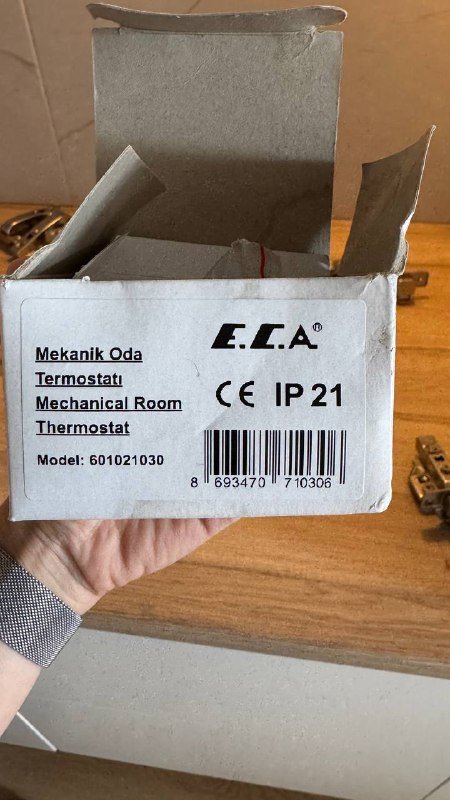 E.C.A.®
Mekanik Oda
Termostatı
Mechanical Room
Thermostat
CE IP 21
Model: 601021030
8 693470 710306